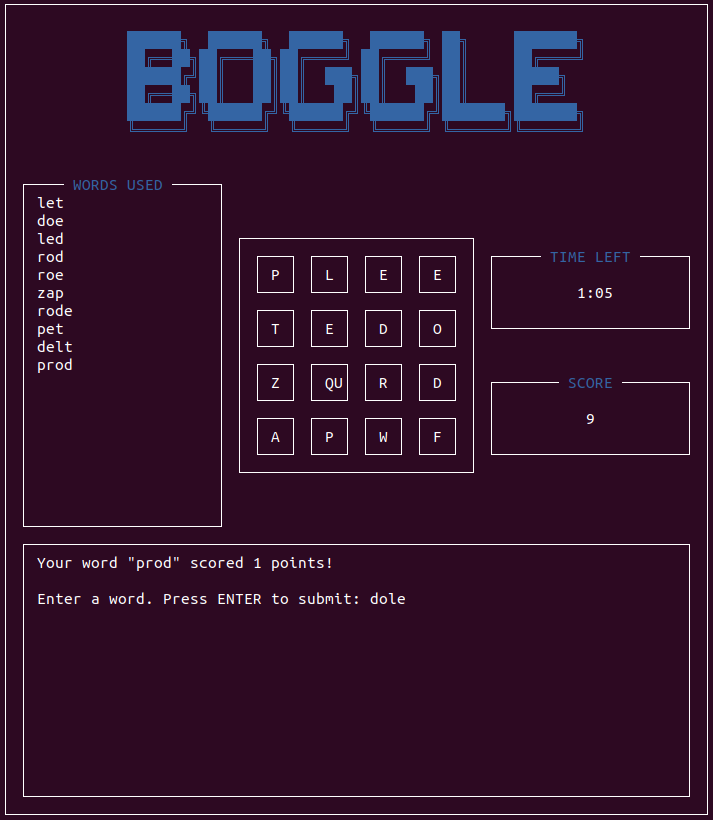 BOGGLE
WORDS USED
let
doe
led
rod
roe
zap
rode
pet
delt
prod
P L E E
T E D O
Z QU R D
A P W F
TIME LEFT
1:05
SCORE
9
Your word "prod" scored 1 points!
Enter a word. Press ENTER to submit: dole